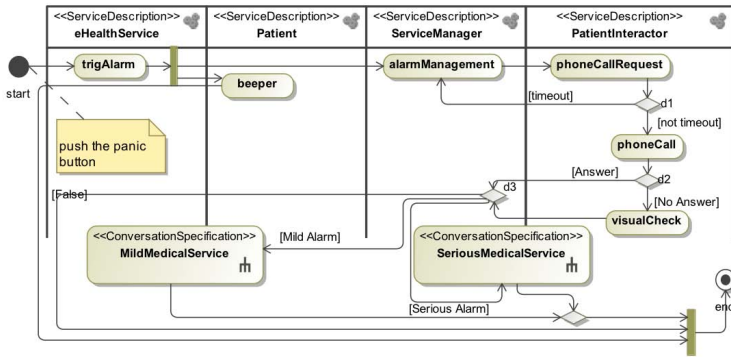 <<ServiceDescription>>
eHealthService
<<ServiceDescription>>
Patient
<<ServiceDescription>>
ServiceManager
<<ServiceDescription>>
PatientInteractor
start
trigAlarm
beeper
alarmManagement
phoneCallRequest
[timeout]
d1
[not timeout]
push the panic
button
phoneCall
[Answer]
d2
[False]
d3
[No Answer]
visualCheck
[Mild Alarm]
<<ConversationSpecification>>
MildMedicalService
<<ConversationSpecification>>
SeriousMedicalService
[Serious Alarm]
end